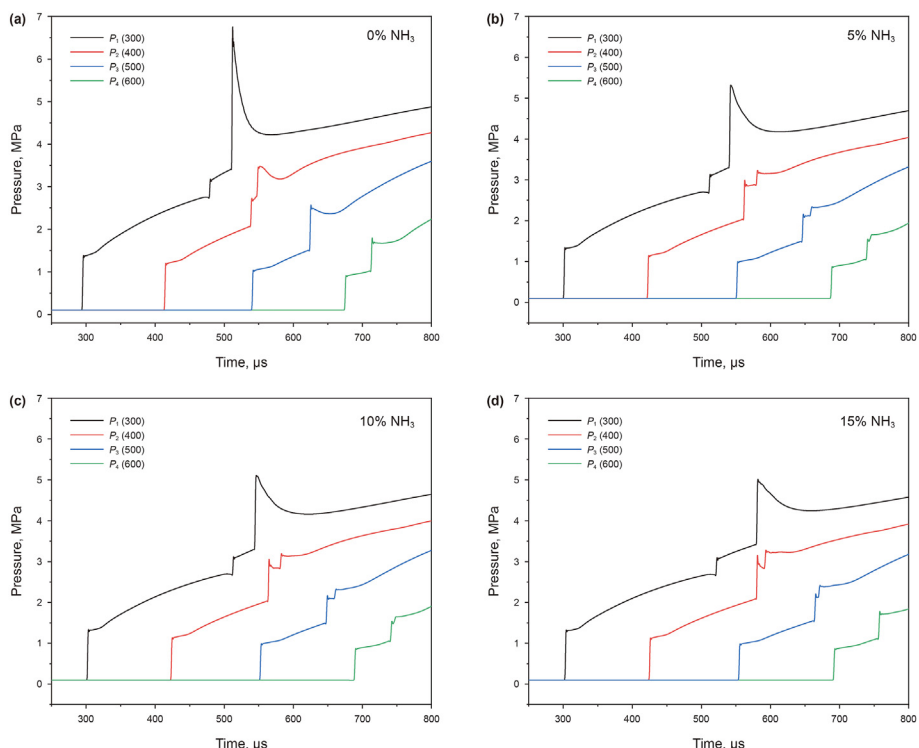 (a)
0% NH₃
P₁ (300)
P₂ (400)
P₃ (500)
P₄ (600)
Pressure, MPa
7
6
5
4
3
2
1
0
300 400 500 600 700 800
Time, µs
(b)
5% NH₃
P₁ (300)
P₂ (400)
P₃ (500)
P₄ (600)
Pressure, MPa
7
6
5
4
3
2
1
0
300 400 500 600 700 800
Time, µs
(c)
10% NH₃
P₁ (300)
P₂ (400)
P₃ (500)
P₄ (600)
Pressure, MPa
7
6
5
4
3
2
1
0
300 400 500 600 700 800
Time, µs
(d)
15% NH₃
P₁ (300)
P₂ (400)
P₃ (500)
P₄ (600)
Pressure, MPa
7
6
5
4
3
2
1
0
300 400 500 600 700 800
Time, µs